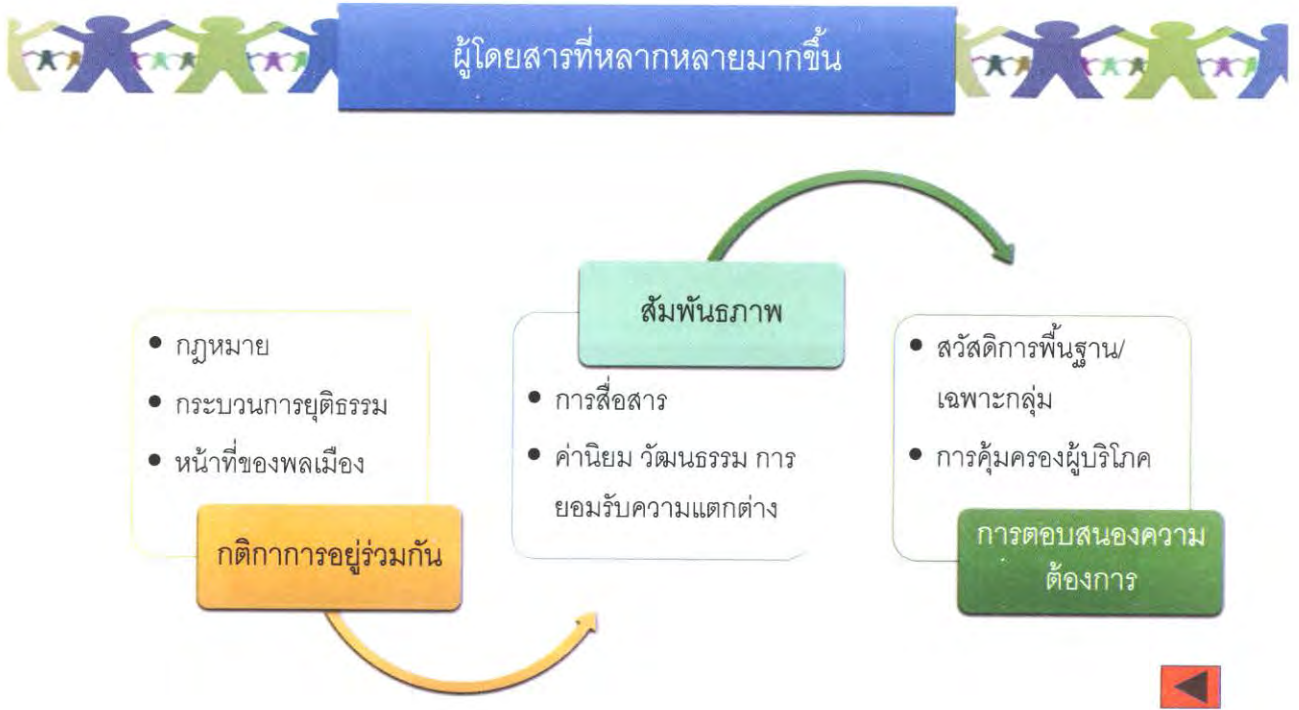 ผู้โดยสารที่หลากหลายมากขึ้น
• กฎหมาย
• กระบวนการยุติธรรม
• หน้าที่ของพลเมือง
กติกาการอยู่ร่วมกัน
สัมพันธภาพ
• การสื่อสาร
• ค่านิยม วัฒนธรรม การ
ยอมรับความแตกต่าง
• สวัสดิการพื้นฐาน/
เฉพาะกลุ่ม
• การคุ้มครองผู้บริโภค
การตอบสนองความ
ต้องการ